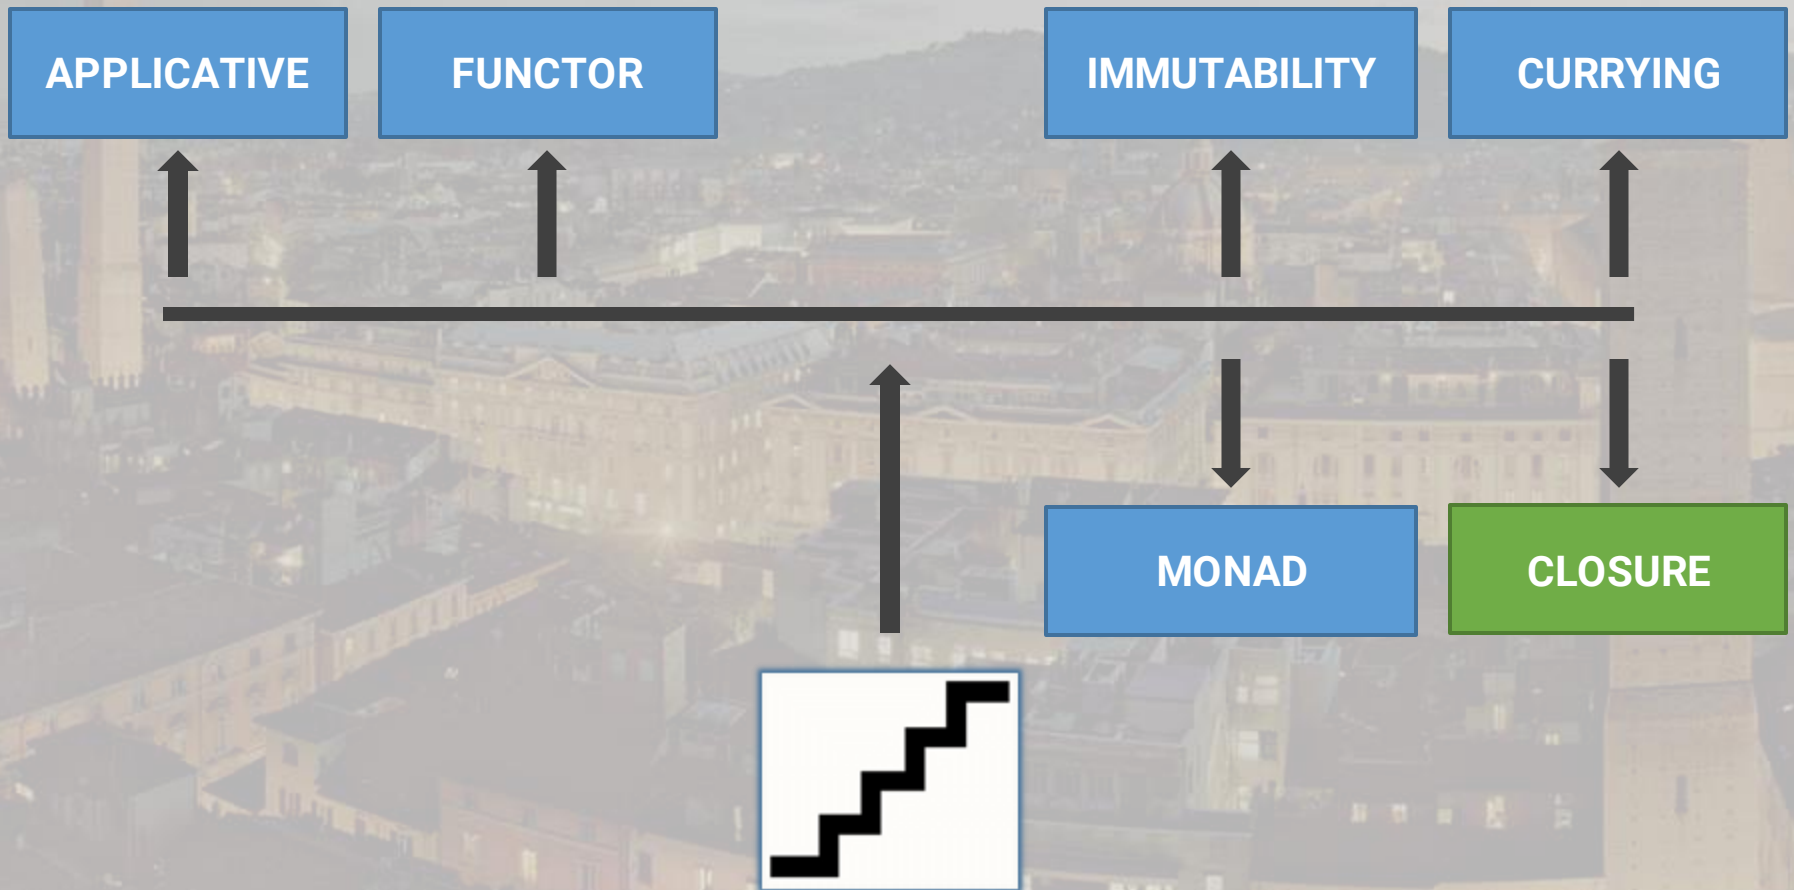 APPLICATIVE
FUNCTOR
IMMUTABILITY
CURRYING
MONAD
CLOSURE